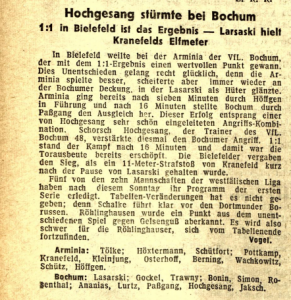 Hochgesang stürmte bei Bochum
1:1 in Bielefeld ist das Ergebnis — Larsaski hielt
Kranefelds Elfmeter
In Bielefeld weilte bei der Arminia der VfL. Bochum,
der mit dem 1:1-Ergebnis einen wertvollen Punkt gewann.
Dies Unentschieden gelang recht glücklich, denn die Ar-
minia spielte besser, scheiterte aber immer wieder an
der Bochumer Deckung, in der Lasarski als Hüter glänzte.
Arminia ging bereits nach sieben Minuten durch Höffgen
in Führung und nach 16 Minuten stellte Bochum durch
Paßgang den Ausgleich her. Dieser Erfolg entsprang einer
von Hochgesang sehr schön eingeleiteten Angriffs-Kombi-
nation. Schorsch Hochgesang, der Trainer des VfL.
Bochum 48, verstärkte diesmal den Bochumer Angriff. 1:1
stand der Kampf nach 16 Minuten und damit war die
Torausbeute bereits erschöpft. Die Bielefelder vergaben
den Sieg, als ein 11-Meter-Strafstoß von Kranefeld kurz
nach der Pause von Lasarski gehalten wurde.
Fünf von den zehn Mannschaften der westfälischen Liga
haben nach diesem Sonntag ihr Programm der ersten
Serie erledigt. Tabellen-Veränderungen hat es nicht ge-
geben; denn Schalke führt klar vor den Dortmunder Bo-
russen. Röhlinghausen wurde ein Punkt aus dem unent-
schiedenen Spiel gegen Gelsenguß aberkannt. Es wird also
schwer für die Röhlinghauser, sich vom Tabellenende
fortzufinden. Vogel.
Arminia: Tölke; Höxtermann, Schütfort; Pottkamp,
Kranefeld, Kleinjung, Osterhoff, Berning, Wachkowitz,
Schütz, Höffgen.
Bochum: Lasarski; Gockel, Trawny; Bonin, Simon, Ro-
genthal; Ananias, Lurtz, Paßgang, Hochgesang, Jaksch.